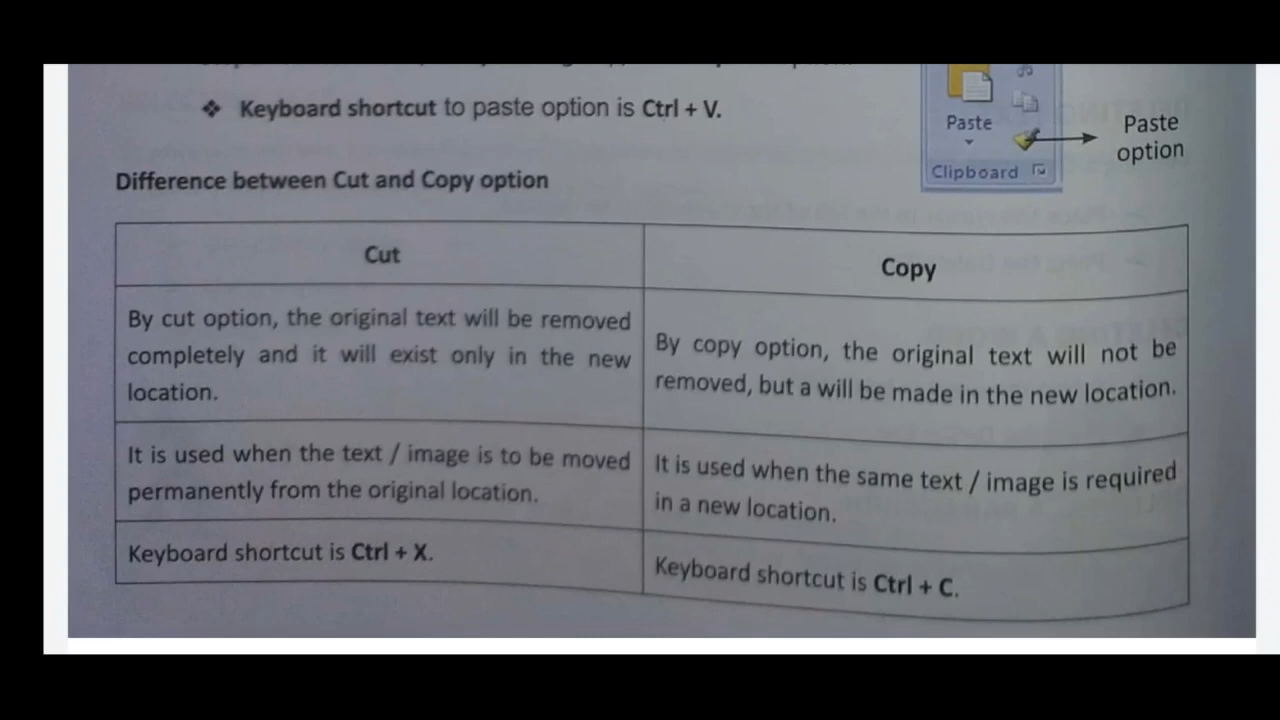 ❖ Keyboard shortcut to paste option is Ctrl + V.
Paste
Clipboard
Paste
option
Difference between Cut and Copy option
Cut
Copy
By cut option, the original text will be removed
completely and it will exist only in the new
location.
By copy option, the original text will not be
removed, but a will be made in the new location.
It is used when the text / image is to be moved
permanently from the original location.
It is used when the same text / image is required
in a new location.
Keyboard shortcut is Ctrl + X.
Keyboard shortcut is Ctrl + C.